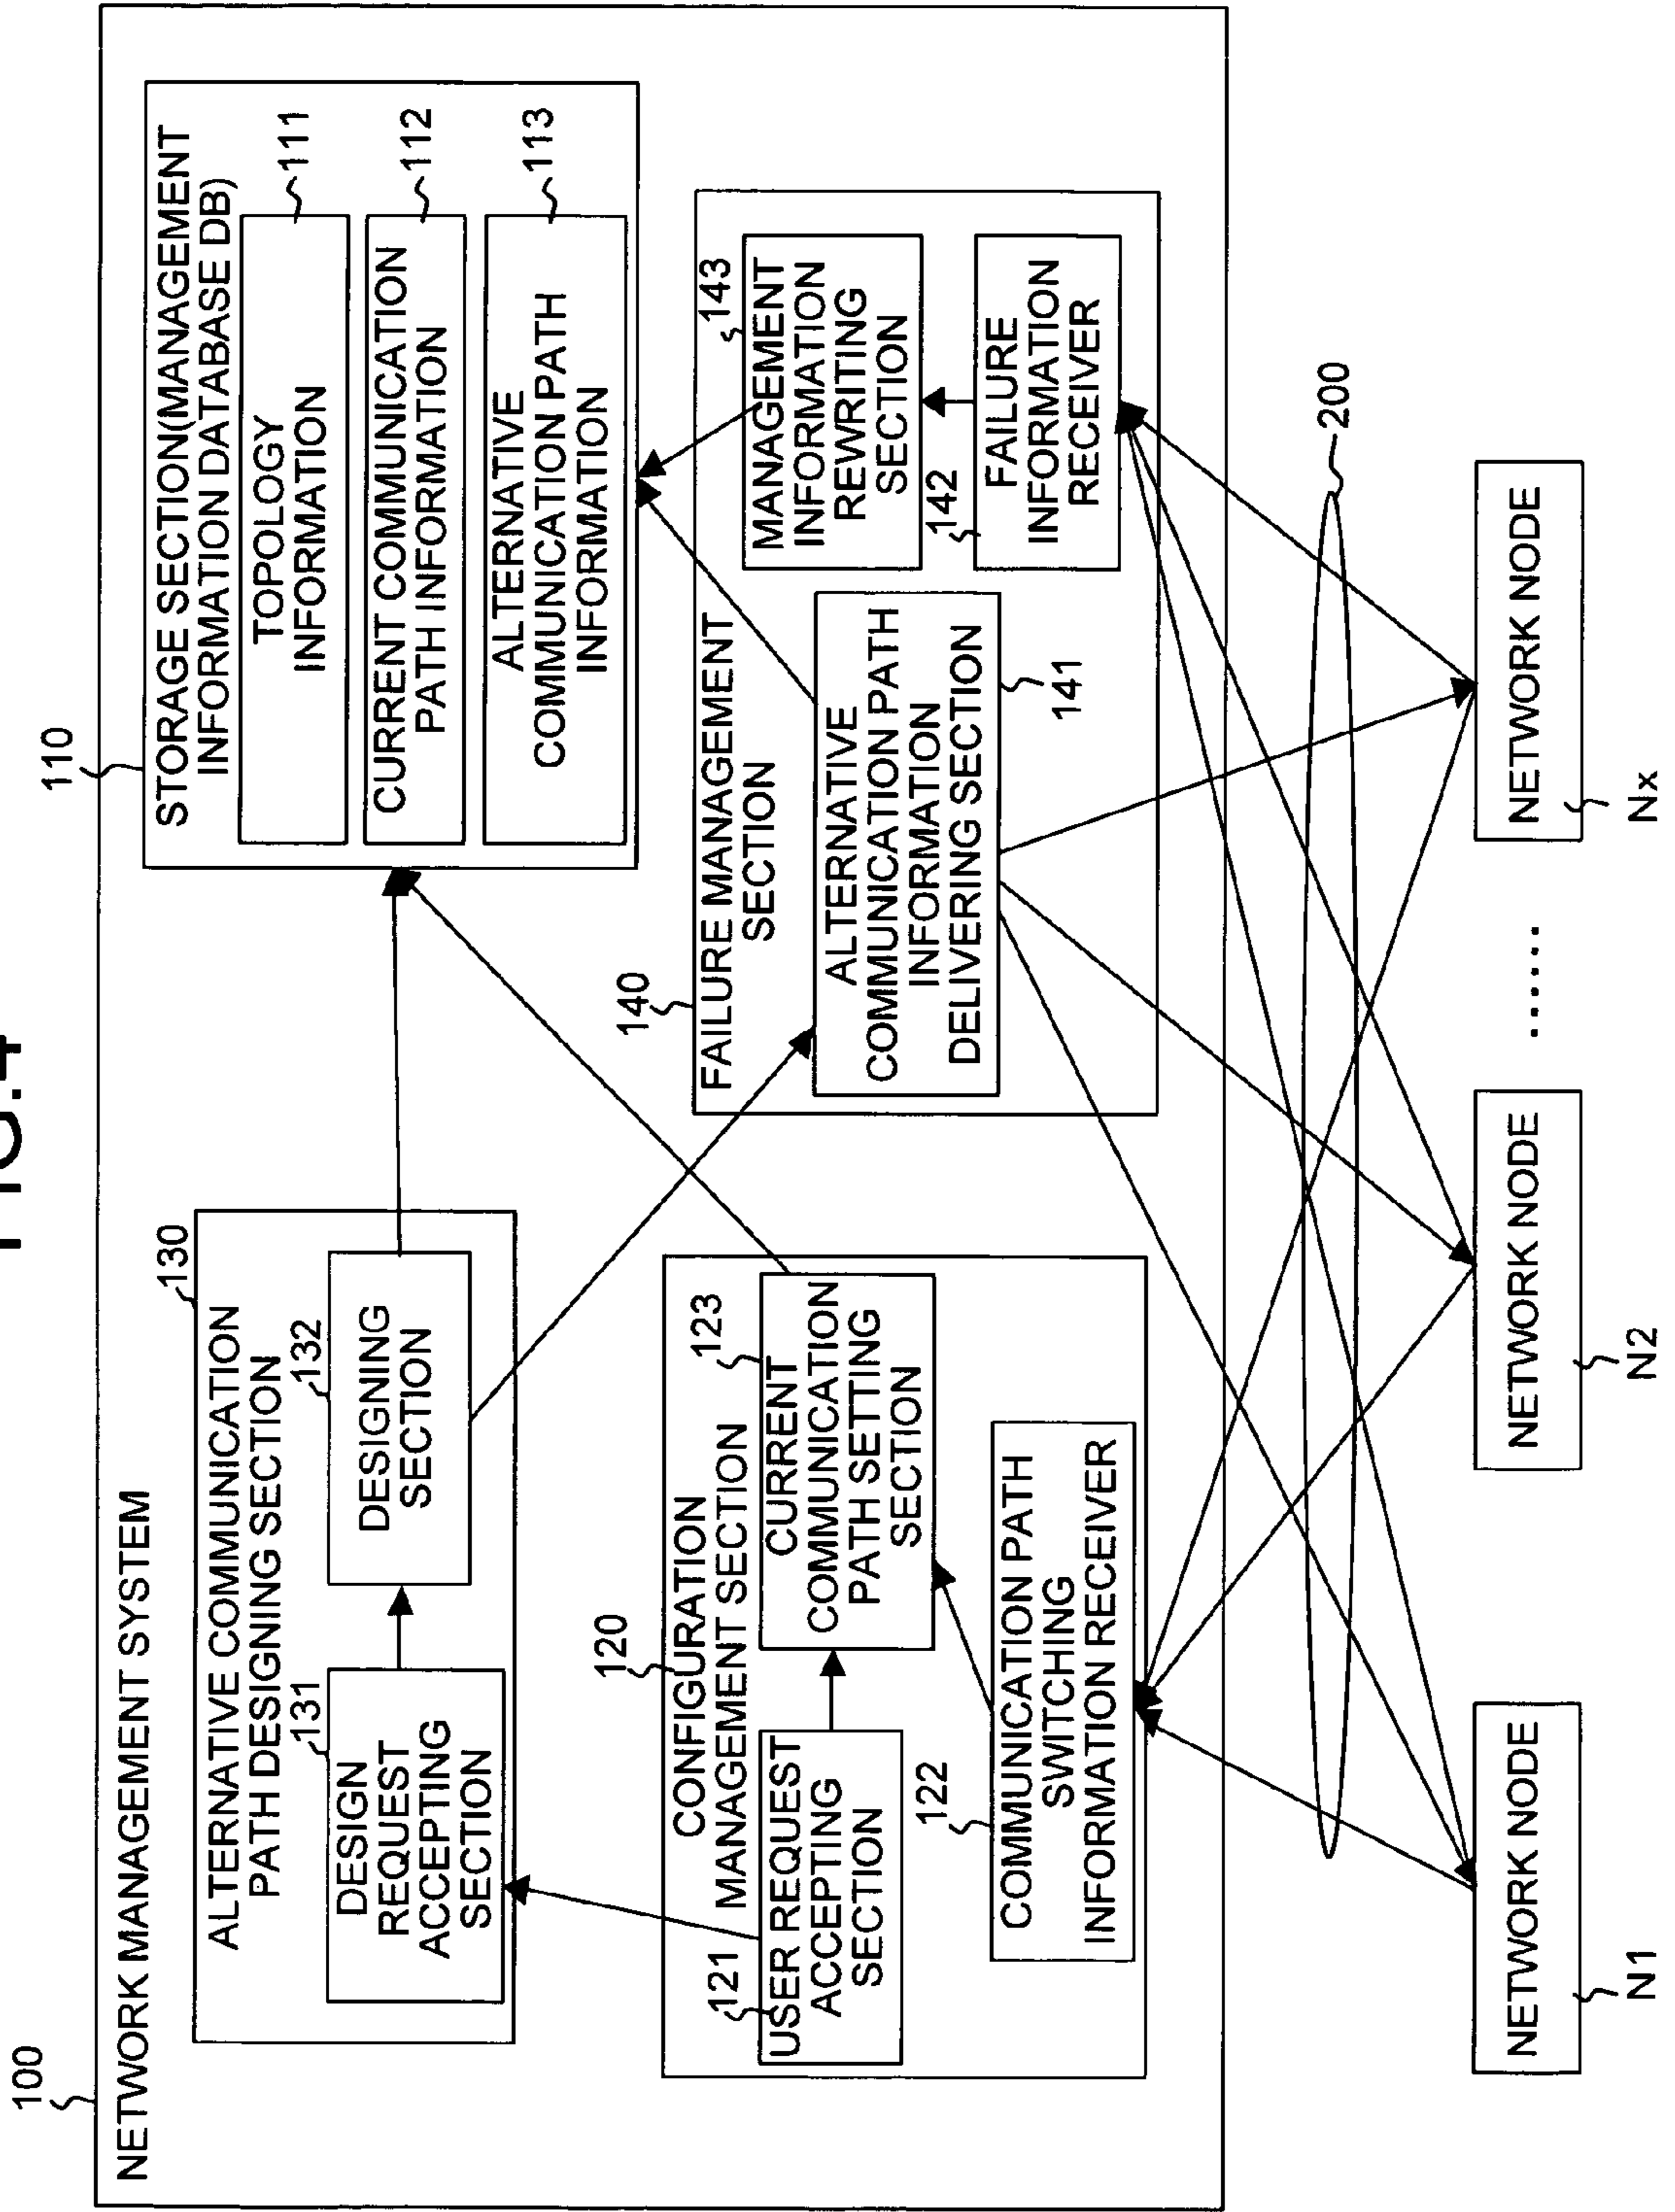 FIG.4
100
NETWORK MANAGEMENT SYSTEM
130
ALTERNATIVE COMMUNICATION
PATH DESIGNING SECTION
131
DESIGN
REQUEST
ACCEPTING
SECTION
132
DESIGNING
SECTION
110
STORAGE SECTION(MANAGEMENT
INFORMATION DATABASE DB)
TOPOLOGY
INFORMATION
111
CURRENT COMMUNICATION
PATH INFORMATION
112
ALTERNATIVE
COMMUNICATION PATH
INFORMATION
113
120
CONFIGURATION
MANAGEMENT SECTION
121
USER REQUEST
ACCEPTING
SECTION
123
CURRENT
COMMUNICATION
PATH SETTING
SECTION
122
COMMUNICATION PATH
SWITCHING
INFORMATION RECEIVER
140
FAILURE MANAGEMENT
SECTION
ALTERNATIVE
COMMUNICATION PATH
INFORMATION
DELIVERING SECTION
141
143
MANAGEMENT
INFORMATION
REWRITING
SECTION
142
FAILURE
INFORMATION
RECEIVER
200
NETWORK NODE
N1
NETWORK NODE
N2
......
NETWORK NODE
Nx